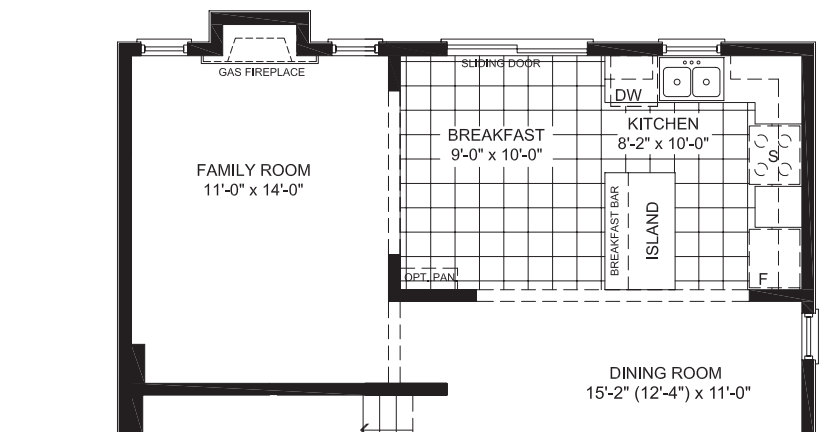 GAS FIREPLACE
SLIDING DOOR
DW
KITCHEN
8'-2" x 10'-0"
BREAKFAST
9'-0" x 10'-0"
S
FAMILY ROOM
11'-0" x 14'-0"
BREAKFAST BAR
ISLAND
OPT. PAN
F
DINING ROOM
15'-2" (12'-4") x 11'-0"